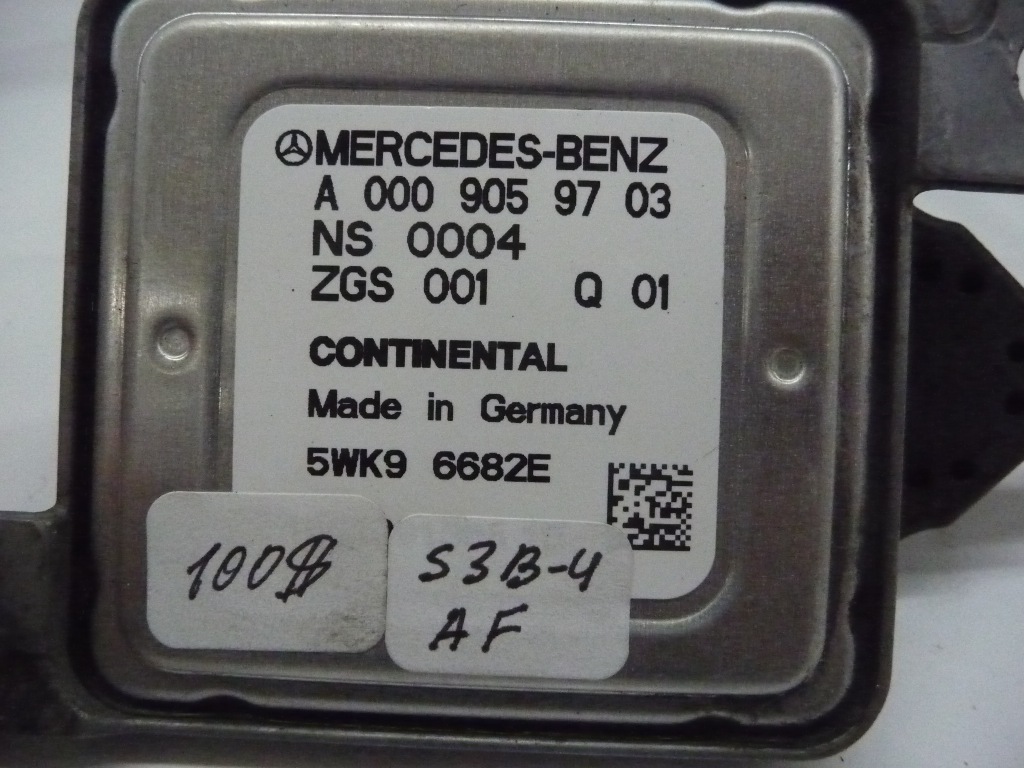 MERCEDES-BENZ
A 000 905 97 03
NS 0004
ZGS 001 Q 01
CONTINENTAL
Made in Germany
5WK9 6682E
100$
S3B-4
AF